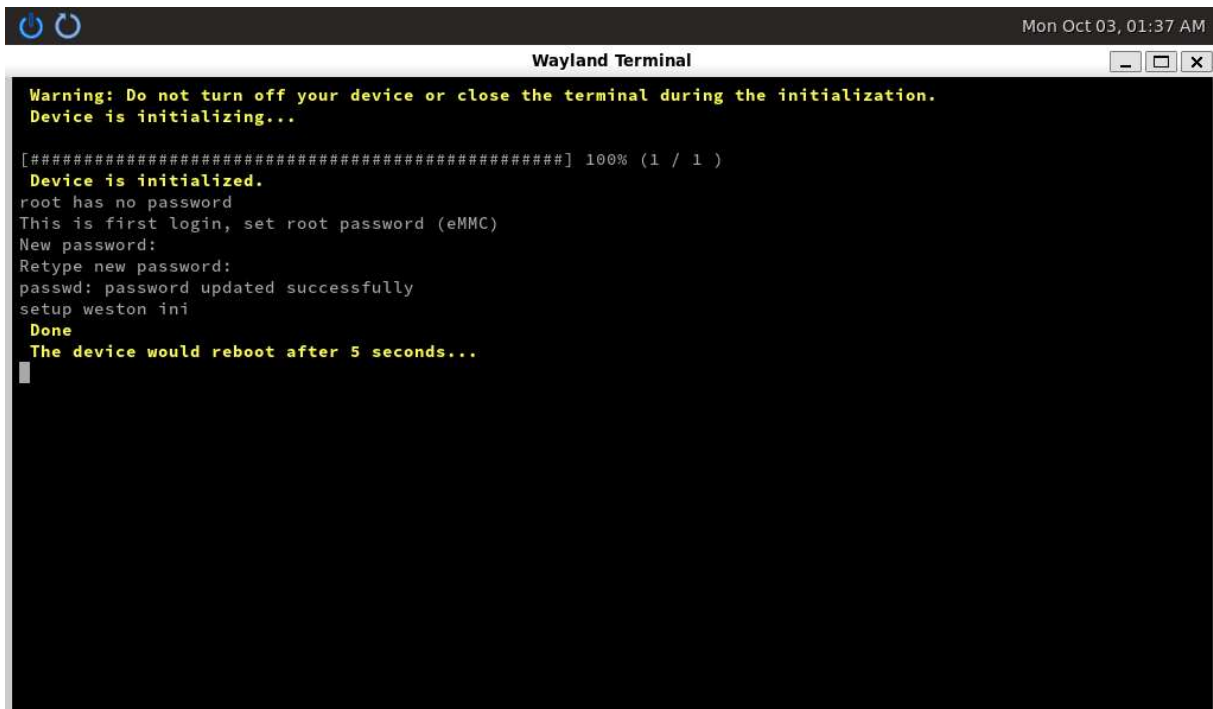 Mon Oct 03, 01:37 AM
Wayland Terminal
Warning: Do not turn off your device or close the terminal during the initialization.
Device is initializing...
[##################################################] 100% (1 / 1 )
Device is initialized.
root has no password
This is first login, set root password (eMMC)
New password:
Retype new password:
passwd: password updated successfully
setup weston ini
Done
The device would reboot after 5 seconds...